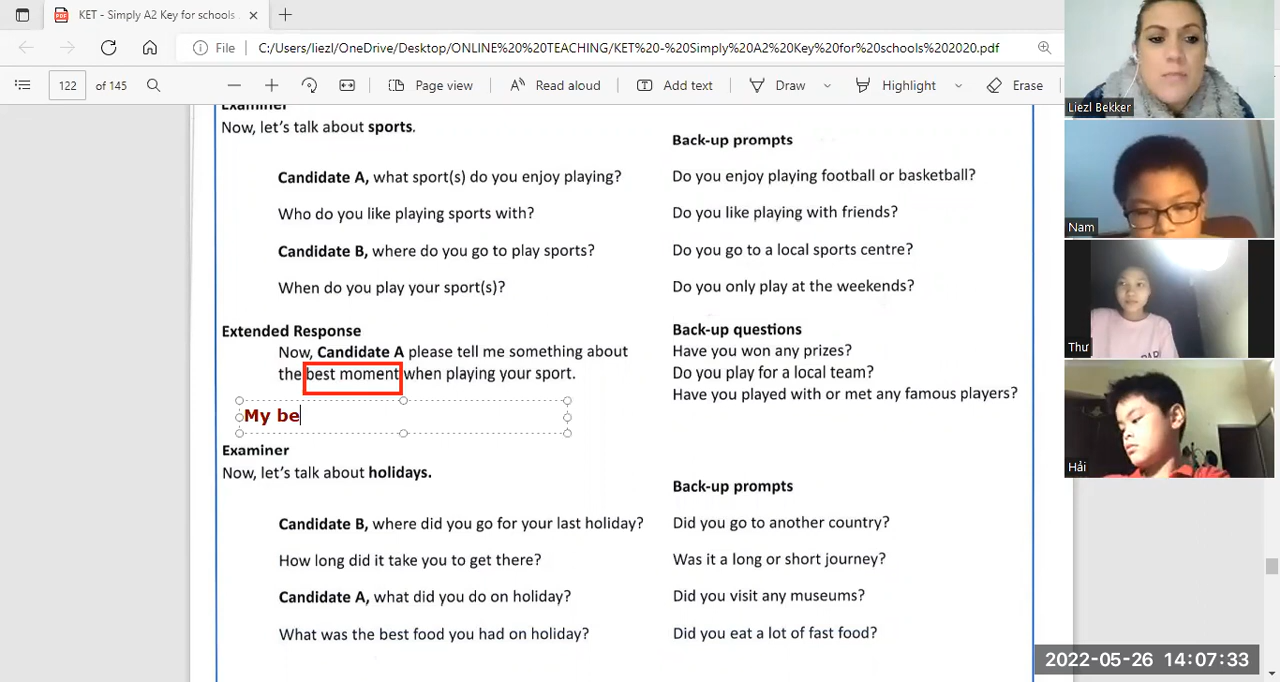 KET - Simply A2 Key for schools
File
C:/Users/liezl/OneDrive/Desktop/ONLINE%20%20TEACHING/KET%20-%20Simply%20A2%20Key%20for%20schools%202020.pdf
122 of 145
Page view
Read aloud
Add text
Draw
Highlight
Erase
Examiner
Now, let's talk about sports.
Back-up prompts
Candidate A, what sport(s) do you enjoy playing?
Do you enjoy playing football or basketball?
Who do you like playing sports with?
Do you like playing with friends?
Candidate B, where do you go to play sports?
Do you go to a local sports centre?
When do you play your sport(s)?
Do you only play at the weekends?
Extended Response
Now, Candidate A please tell me something about
the best moment when playing your sport.
Back-up questions
Have you won any prizes?
Do you play for a local team?
Have you played with or met any famous players?
My be
Examiner
Now, let's talk about holidays.
Back-up prompts
Candidate B, where did you go for your last holiday?
Did you go to another country?
How long did it take you to get there?
Was it a long or short journey?
Candidate A, what did you do on holiday?
Did you visit any museums?
What was the best food you had on holiday?
Did you eat a lot of fast food?
Liezl Bekker
Nam
Thư
Hải
2022-05-26 14:07:33